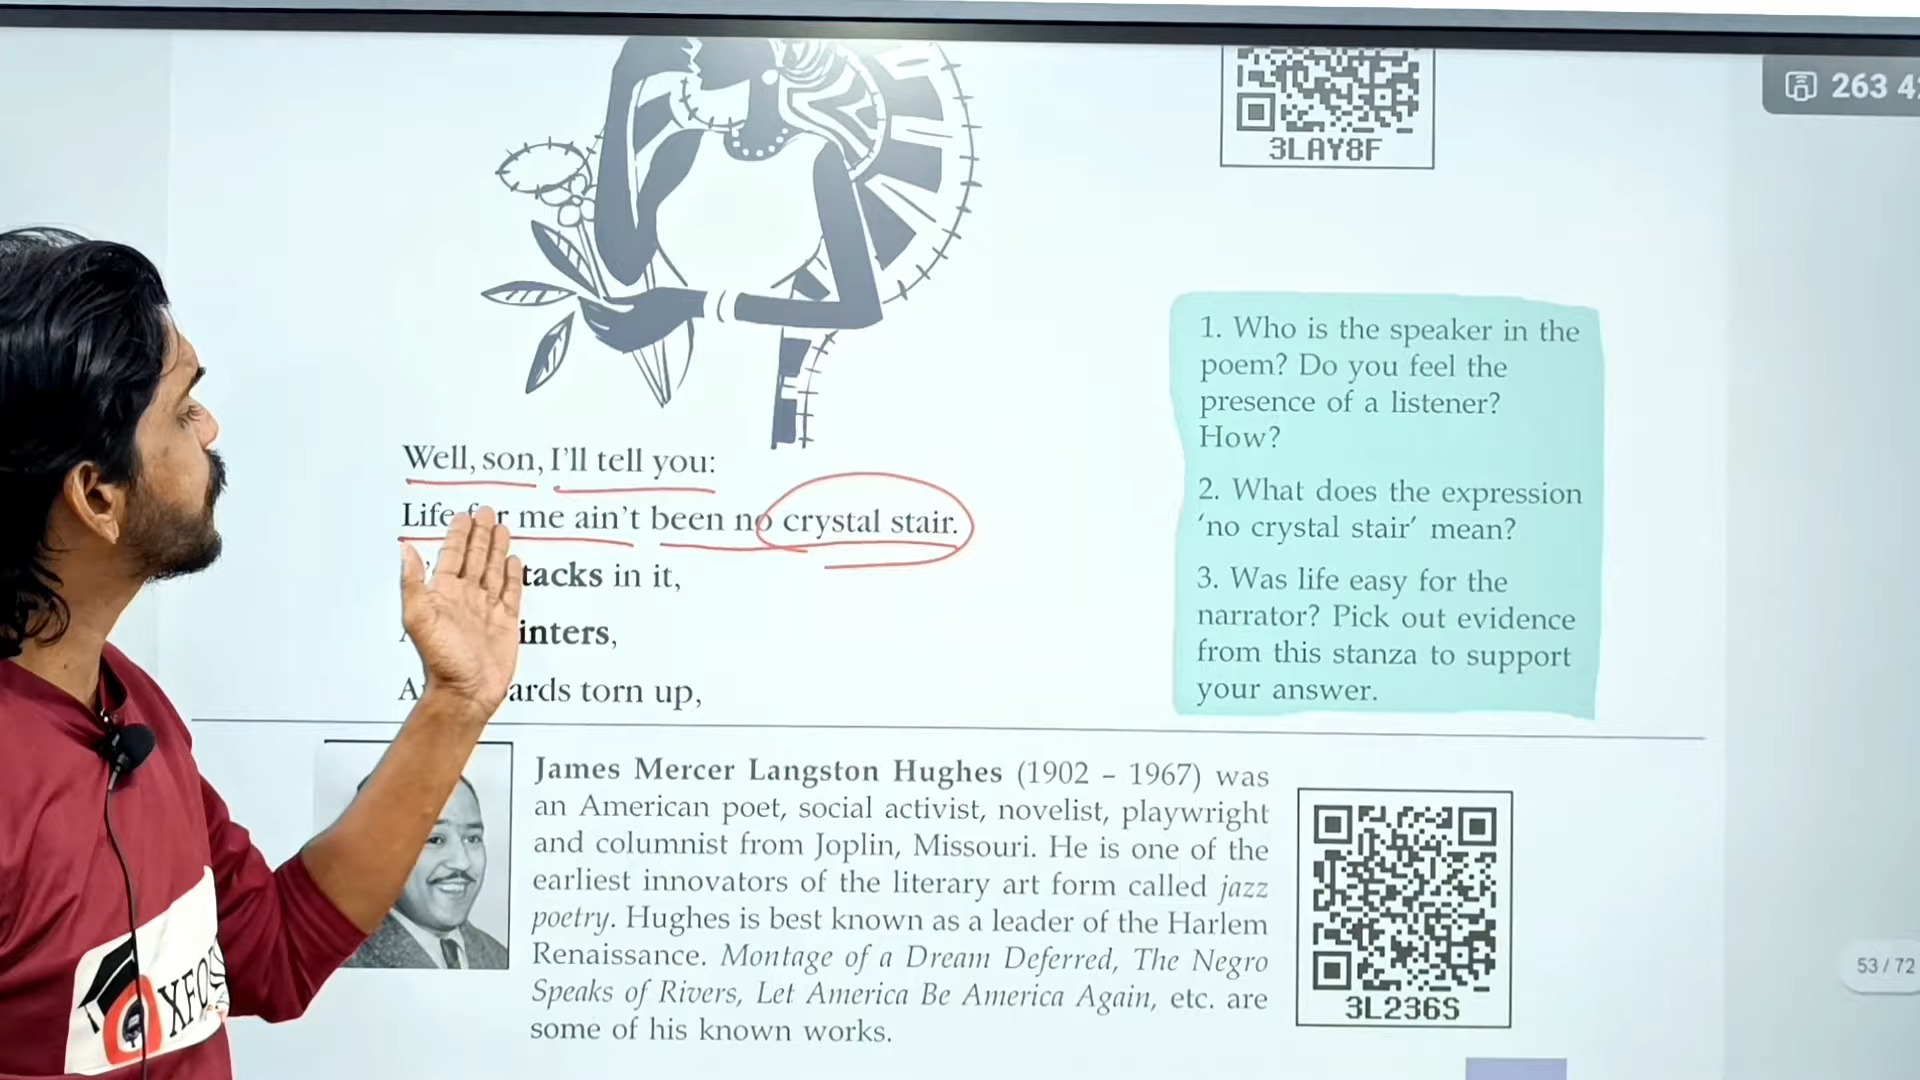 263 4
3LAY8F
Well, son, I'll tell you:
Life for me ain't been no crystal stair.
tacks in it,
inters,
ards torn up,
1. Who is the speaker in the
poem? Do you feel the
presence of a listener?
How?
2. What does the expression
'no crystal stair' mean?
3. Was life easy for the
narrator? Pick out evidence
from this stanza to support
your answer.
James Mercer Langston Hughes (1902 – 1967) was
an American poet, social activist, novelist, playwright
and columnist from Joplin, Missouri. He is one of the
earliest innovators of the literary art form called jazz
poetry. Hughes is best known as a leader of the Harlem
Renaissance. Montage of a Dream Deferred, The Negro
Speaks of Rivers, Let America Be America Again, etc. are
some of his known works.
3L236S
53 / 72